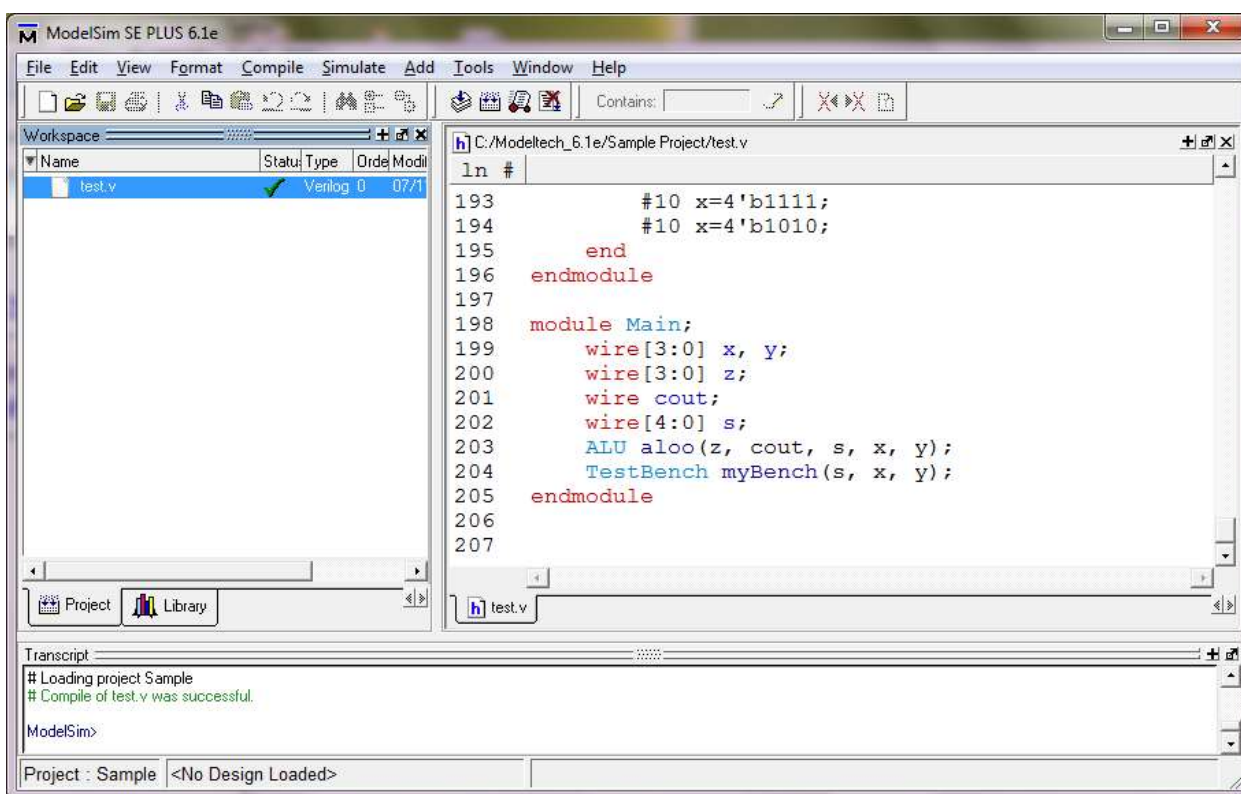 ModelSim SE PLUS 6.1e
File Edit View Format Compile Simulate Add Tools Window Help
Contains:
Workspace
Name Statu Type Orde Modif
test.v Verilog 0 07/1
Project Library
C:/Modeltech_6.1e/Sample Project/test.v
ln #
193 #10 x=4'b1111;
194 #10 x=4'b1010;
195 end
196 endmodule
197
198 module Main;
199 wire[3:0] x, y;
200 wire[3:0] z;
201 wire cout;
202 wire[4:0] s;
203 ALU aloo(z, cout, s, x, y);
204 TestBench myBench(s, x, y);
205 endmodule
206
207
test.v
Transcript
# Loading project Sample
# Compile of test.v was successful.
ModelSim>
Project : Sample <No Design Loaded>